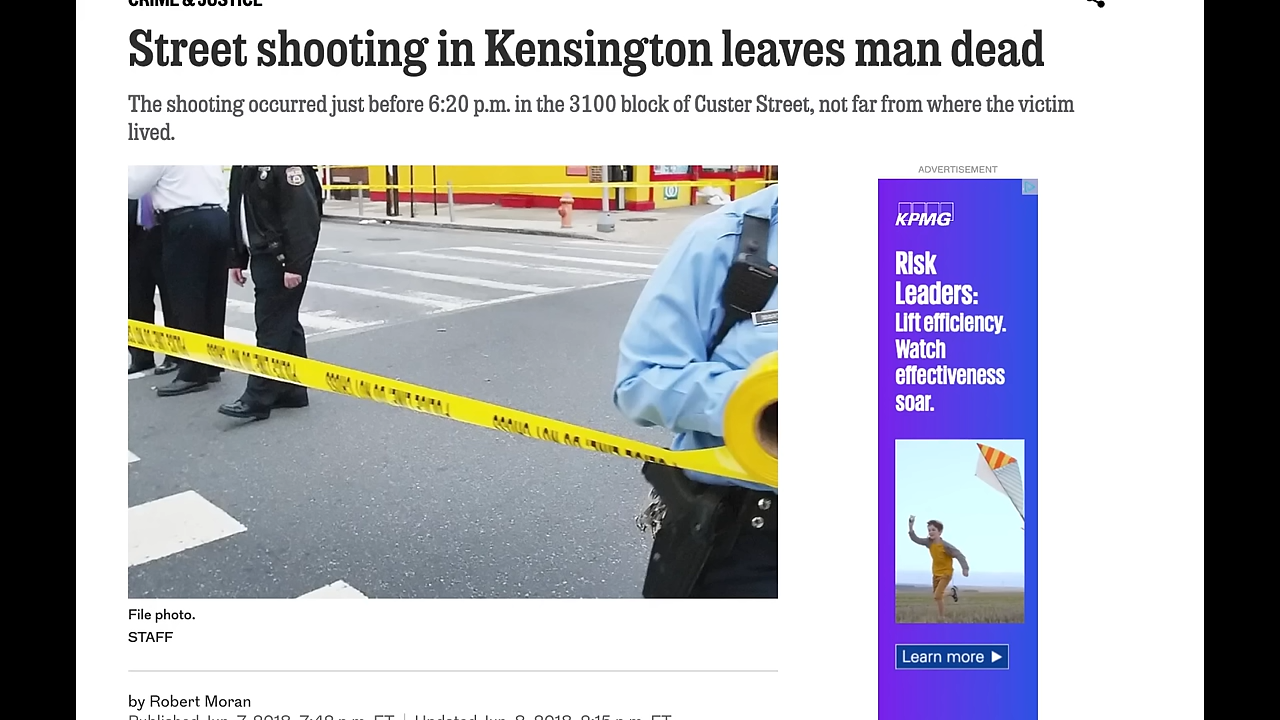 CRIME & JUSTICE
Street shooting in Kensington leaves man dead
The shooting occurred just before 6:20 p.m. in the 3100 block of Custer Street, not far from where the victim
lived.
ADVERTISEMENT
KPMG
Risk
Leaders:
Lift efficiency.
Watch
effectiveness
soar.
Learn more
File photo.
STAFF
by Robert Moran